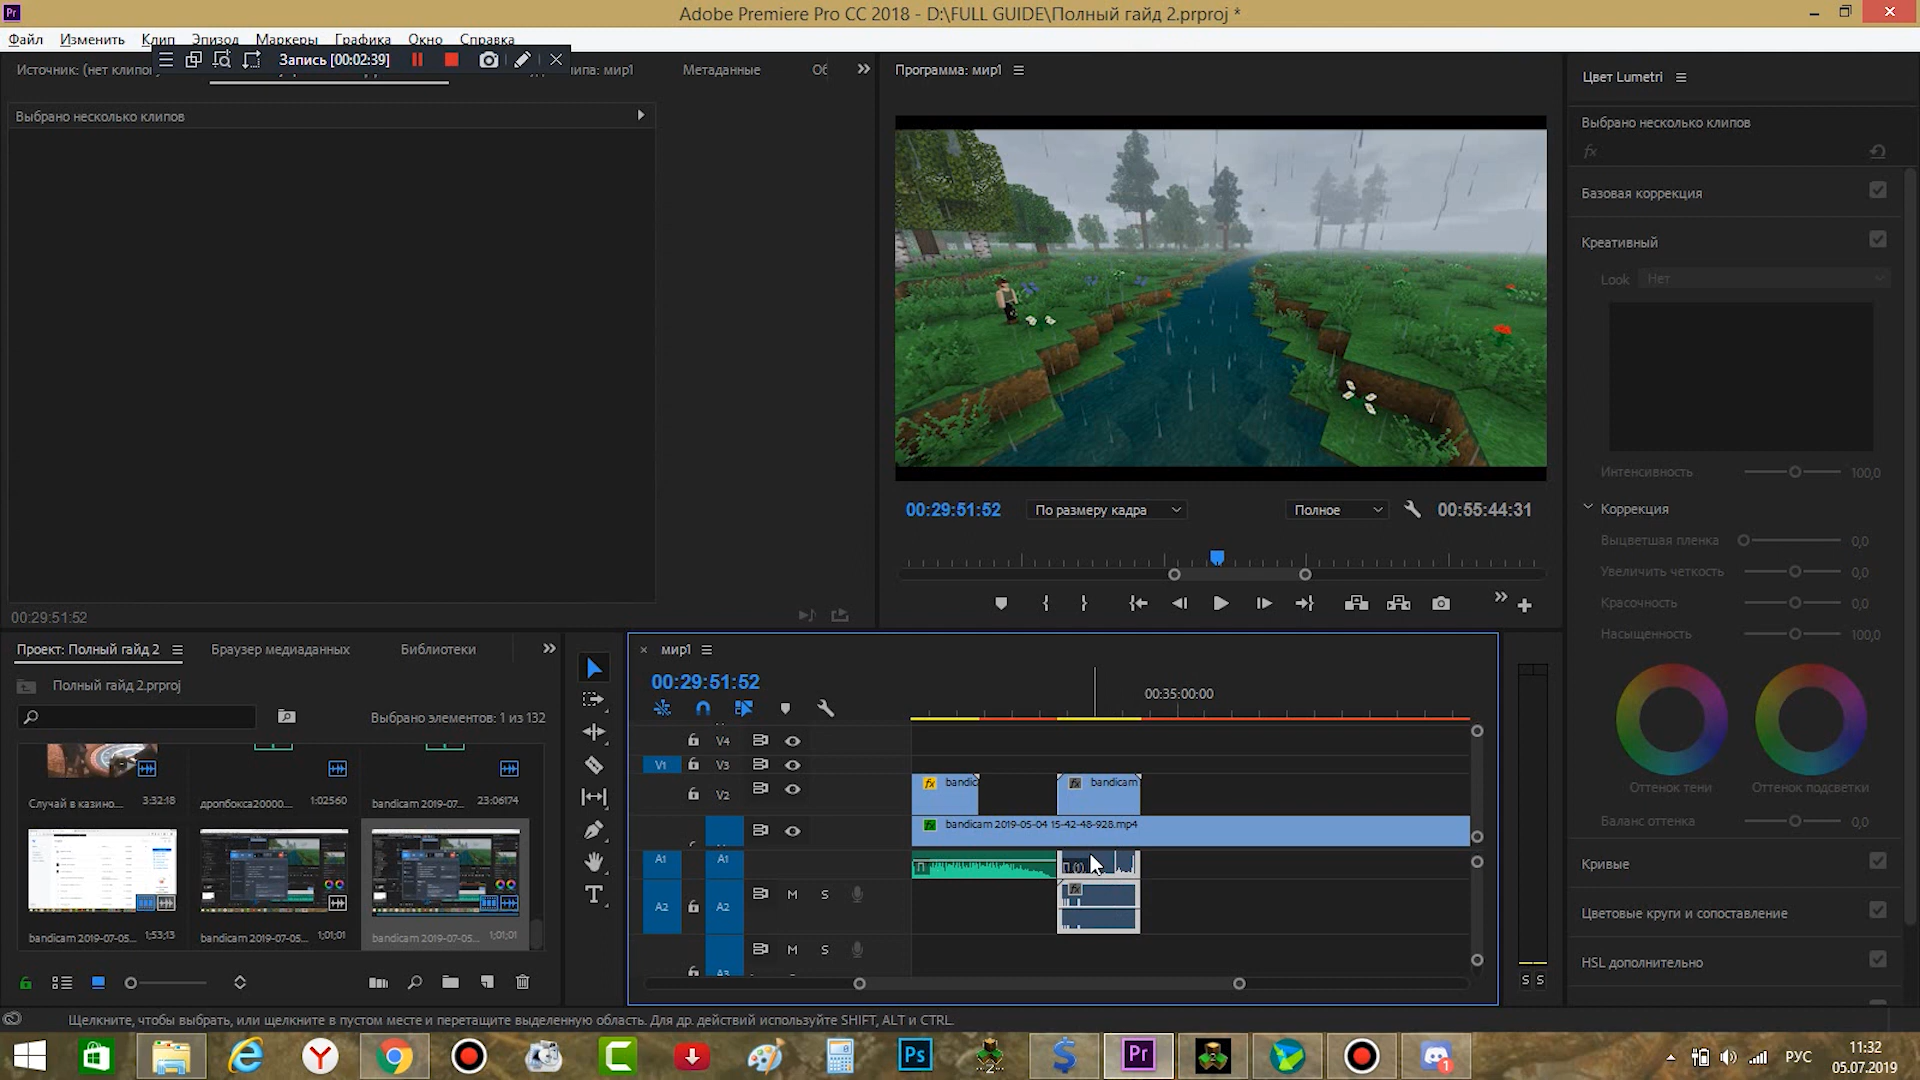 Adobe Premiere Pro CC 2018 - D:\FULL GUIDE\Полный гайд 2.prproj *
Файл Изменить Клип Эпизод Маркеры Графика Окно Справка
Запись [00:02:39]
Источник: (нет клипо
ипа: мир1
Метаданные
Программа: мир1
Цвет Lumetri
Выбрано несколько клипов
Выбрано несколько клипов
fx
Базовая коррекция
Креативный
Look Нет
Интенсивность 100,0
00:29:51:52 По размеру кадра Полное 00:55:44:31
Коррекция
Выцветшая пленка 0,0
Увеличить четкость 0,0
Красочность 0,0
Насыщенность 100,0
00:29:51:52
Проект: Полный гайд 2 Браузер медиаданных Библиотеки
Полный гайд 2.prproj
Выбрано элементов: 1 из 132
Случай в казино... 3:32:18
дропбокса20000... 1:02560
bandicam 2019-07... 23:06174
bandicam 2019-07-05... 1;53;13
bandicam 2019-07-05... 1;01;01
bandicam 2019-07-05... 1;01;01
× мир1
00:29:51:52
00:35:00:00
V4
V1 V3
V2
bandic
bandicam
bandicam 2019-05-04 15-42-48-928.mp4
A1 A1
A2 A2 M S
M S
A3
S S
Оттенок тени Оттенок подсветки
Баланс оттенка 0,0
Кривые
Цветовые круги и сопоставление
HSL дополнительно
Щелкните, чтобы выбрать, или щелкните в пустом месте и перетащите выделенную область. Для др. действий используйте SHIFT, ALT и CTRL.
РУС
11:32
05.07.2019